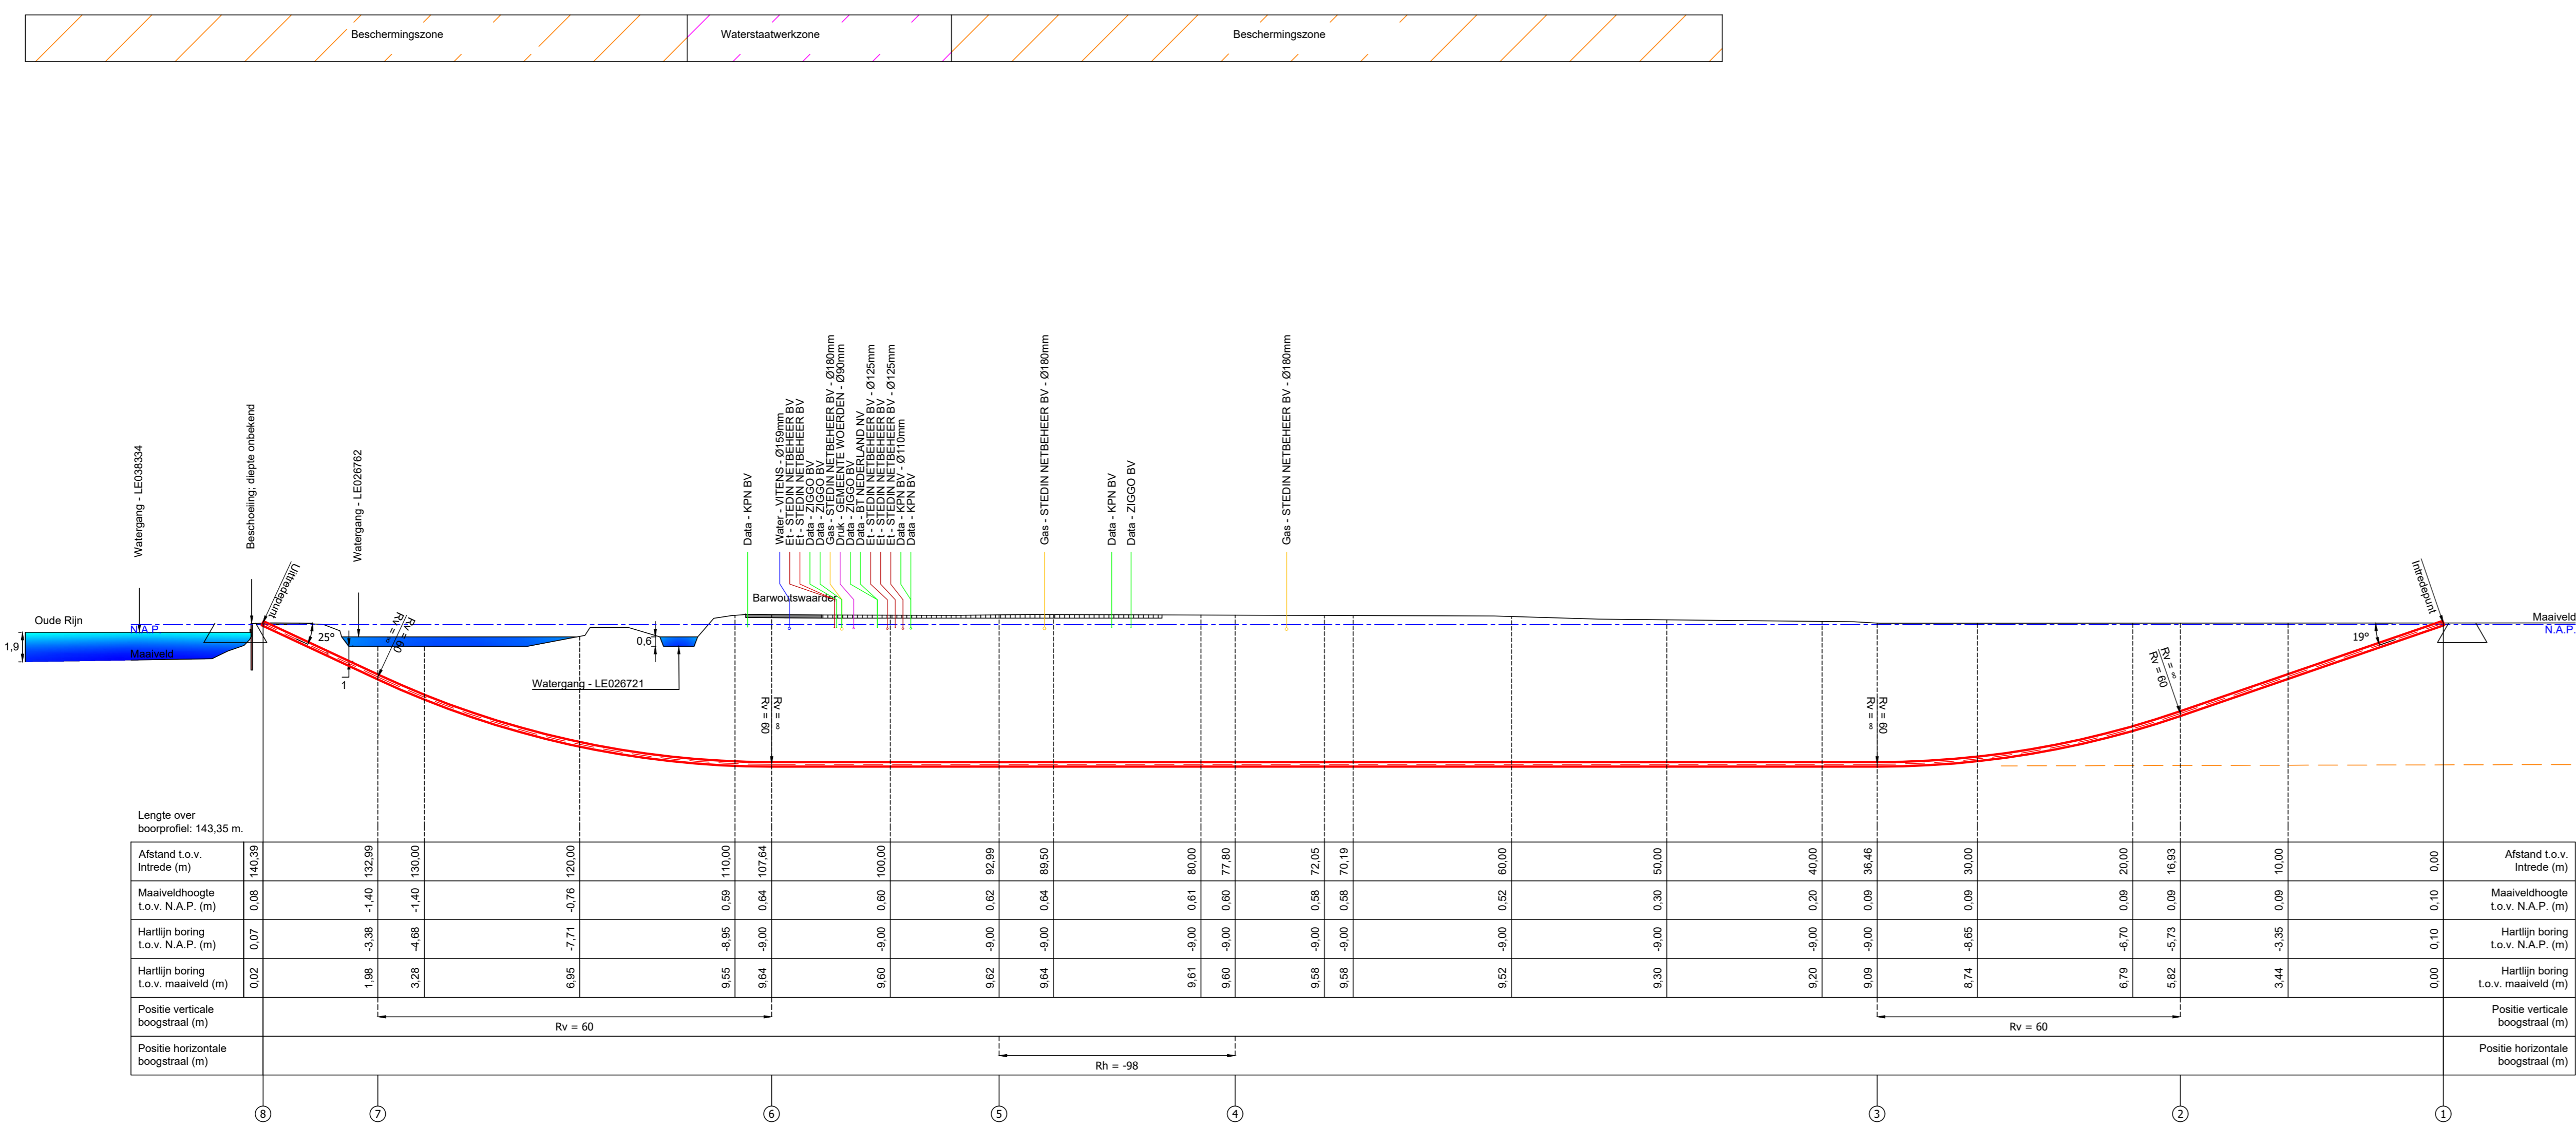 Beschermingszone
Waterstaatwerkzone
Beschermingszone
Watergang - LE038334
Beschoeiing; diepte onbekend
Watergang - LE026762
Data - KPN BV
Water - VITENS - Ø159mm
Et - STEDIN NETBEHEER BV
Et - STEDIN NETBEHEER BV
Data - ZIGGO BV
Data - ZIGGO BV
Gas - STEDIN NETBEHEER BV - Ø180mm
Druk - GEMEENTE WOERDEN - Ø90mm
Data - ZIGGO BV
Data - BT NEDERLAND NV
Et - STEDIN NETBEHEER BV - Ø125mm
Et - STEDIN NETBEHEER BV
Et - STEDIN NETBEHEER BV - Ø125mm
Data - KPN BV - Ø110mm
Data - KPN BV
Gas - STEDIN NETBEHEER BV - Ø180mm
Data - KPN BV
Data - ZIGGO BV
Gas - STEDIN NETBEHEER BV - Ø180mm
Uittredepunt
Intredepunt
Barwoutswaarder
Oude Rijn
N.A.P.
Maaiveld
1,9
25°
1
0,6
Rv = 60
Rv = ∞
Watergang - LE026721
Rv = ∞
Rv = 60
Rv = 60
Rv = ∞
Rv = ∞
Rv = 60
19°
Maaiveld
N.A.P.
Lengte over
boorprofiel: 143,35 m.
Afstand t.o.v.
Intrede (m)
140,39 132,99 130,00 120,00 110,00 107,64 100,00 92,99 89,50 80,00 77,80 72,05 70,19 60,00 50,00 40,00 36,46 30,00 20,00 16,93 10,00 0,00
Afstand t.o.v.
Intrede (m)
Maaiveldhoogte
t.o.v. N.A.P. (m)
0,08 -1,40 -1,40 -0,76 0,59 0,64 0,60 0,62 0,64 0,61 0,60 0,58 0,58 0,52 0,30 0,20 0,09 0,09 0,09 0,09 0,09 0,10
Maaiveldhoogte
t.o.v. N.A.P. (m)
Hartlijn boring
t.o.v. N.A.P. (m)
0,07 -3,38 -4,68 -7,71 -8,95 -9,00 -9,00 -9,00 -9,00 -9,00 -9,00 -9,00 -9,00 -9,00 -9,00 -9,00 -9,00 -8,65 -6,70 -5,73 -3,35 0,10
Hartlijn boring
t.o.v. N.A.P. (m)
Hartlijn boring
t.o.v. maaiveld (m)
0,02 1,98 3,28 6,95 9,55 9,64 9,60 9,62 9,64 9,61 9,60 9,58 9,58 9,52 9,30 9,20 9,09 8,74 6,79 5,82 3,44 0,00
Hartlijn boring
t.o.v. maaiveld (m)
Positie verticale
boogstraal (m)
Rv = 60
Rv = 60
Positie verticale
boogstraal (m)
Positie horizontale
boogstraal (m)
Rh = -98
Positie horizontale
boogstraal (m)
8 7 6 5 4 3 2 1